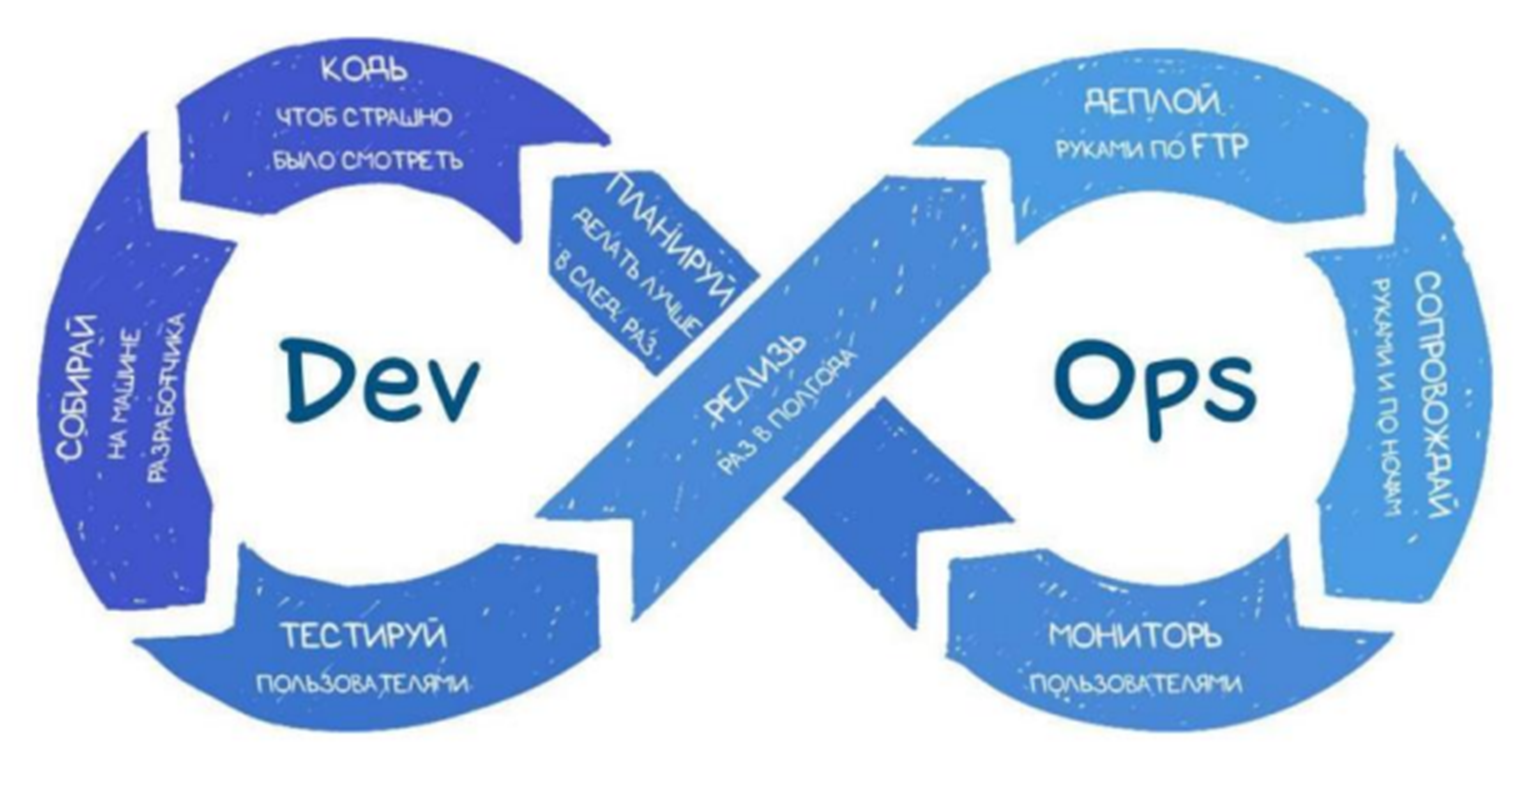 КОДЬ
ЧТОБ СТРАШНО
БЫЛО СМОТРЕТЬ
СОБИРАЙ
НА МАШИНЕ
РАЗРАБОТЧИКА
ТЕСТИРУЙ
ПОЛЬЗОВАТЕЛЯМИ
ПЛАНИРУЙ
ДЕЛАТЬ ЛУЧШЕ
В СЛЕД. РАЗ.
Dev
РЕЛИЗЬ
РАЗ В ПОЛГОДА
ДЕПЛОЙ
РУКАМИ ПО FTP
СОПРОВОЖДАЙ
РУКАМИ И ПО НОЧАМ
Ops
МОНИТОРЬ
ПОЛЬЗОВАТЕЛЯМИ